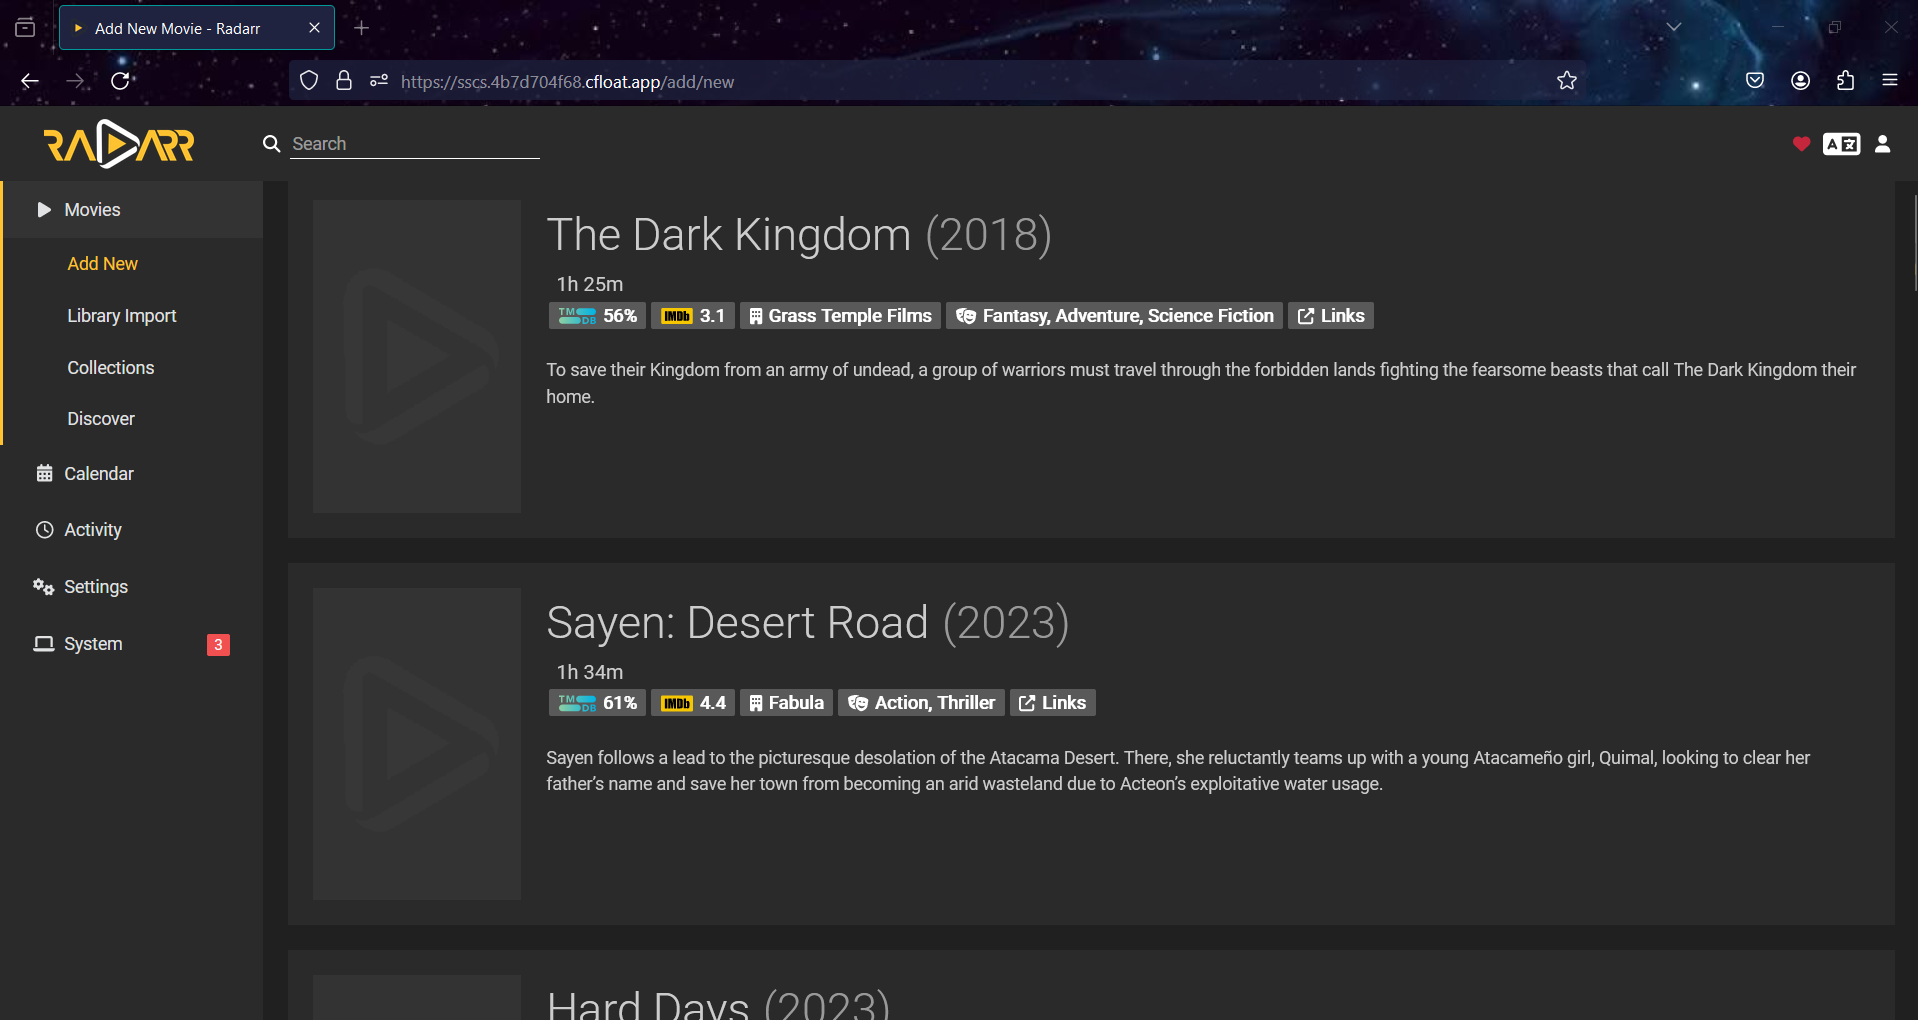 Add New Movie - Radarr
https://sscs.4b7d704f68.cfloat.app/add/new
RADARR
Search
Movies
Add New
Library Import
Collections
Discover
Calendar
Activity
Settings
System
3
The Dark Kingdom (2018)
1h 25m
TMDB 56% IMDb 3.1 Grass Temple Films Fantasy, Adventure, Science Fiction Links
To save their Kingdom from an army of undead, a group of warriors must travel through the forbidden lands fighting the fearsome beasts that call The Dark Kingdom their
home.
Sayen: Desert Road (2023)
1h 34m
TMDB 61% IMDb 4.4 Fabula Action, Thriller Links
Sayen follows a lead to the picturesque desolation of the Atacama Desert. There, she reluctantly teams up with a young Atacameño girl, Quimal, looking to clear her
father’s name and save her town from becoming an arid wasteland due to Acteon’s exploitative water usage.
Hard Days (2023)